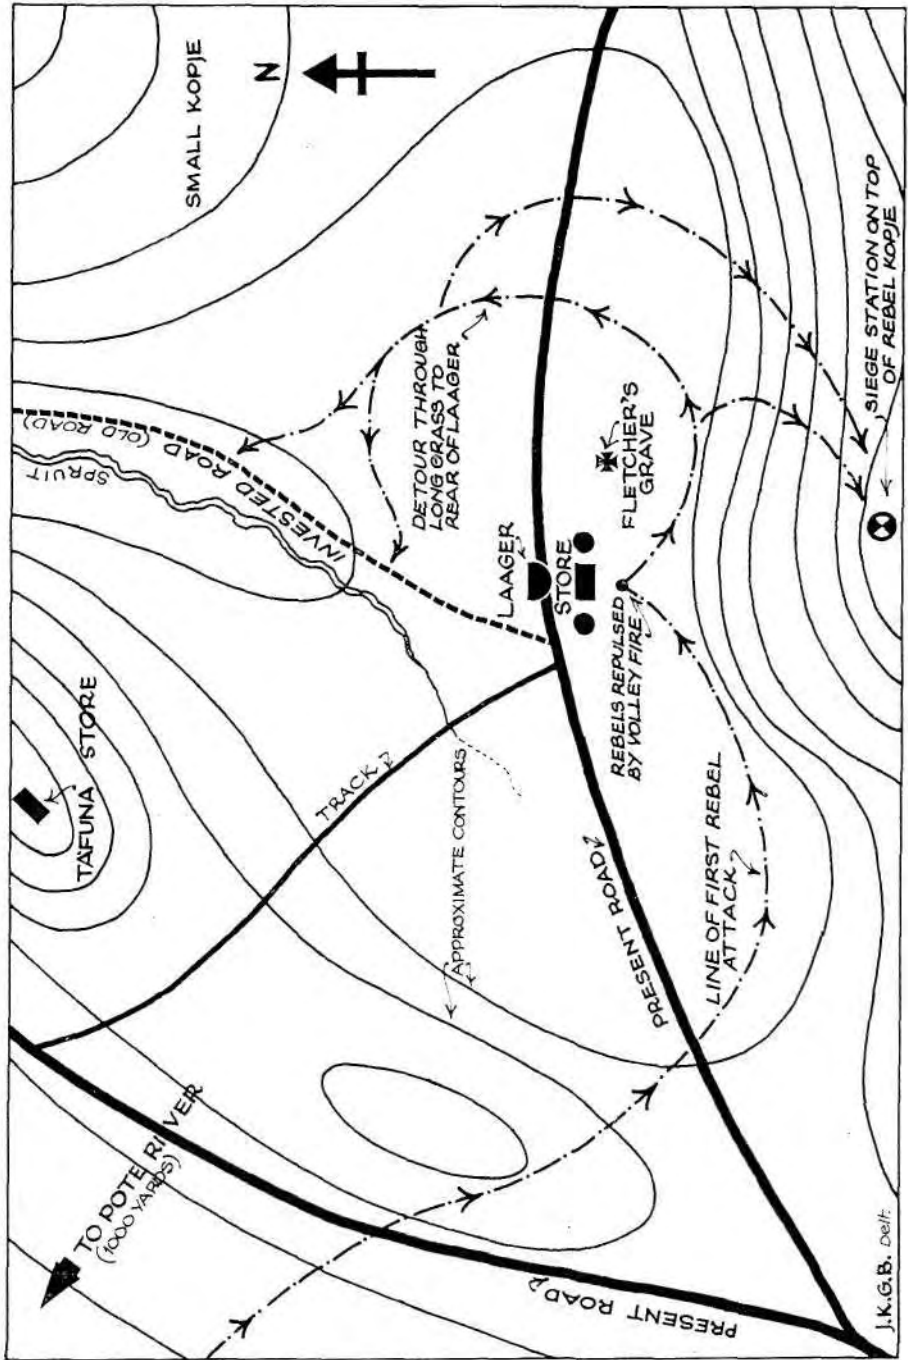 SMALL KOPJE
N
SIEGE STATION ON TOP
OF REBEL KOPJE
(OLD ROAD)
INVESTED ROAD
SPRUIT
DETOUR THROUGH
LONG GRASS TO
REAR OF LAAGER
FLETCHER'S
GRAVE
LAAGER
STORE
REBELS REPULSED
BY VOLLEY FIRE
TAFUNA STORE
TRACK
APPROXIMATE CONTOURS
PRESENT ROAD
LINE OF FIRST REBEL
ATTACK
TO POTE RIVER
(1000 YARDS)
PRESENT ROAD
J.K.G.B. Delt.